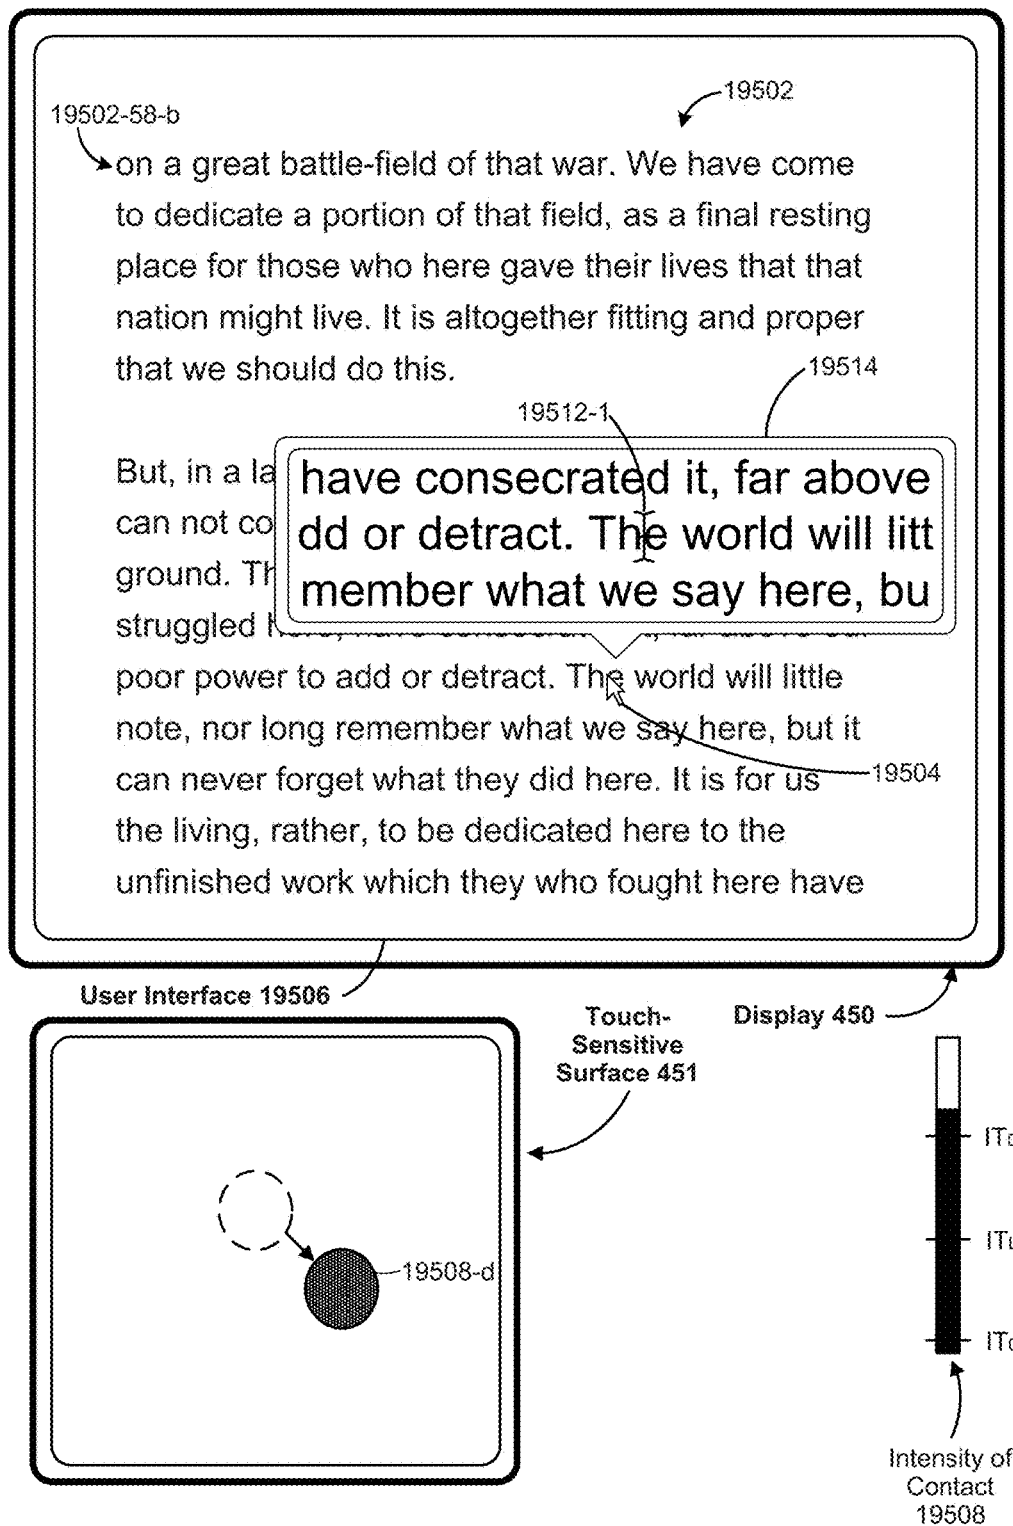 19502
19502-58-b
on a great battle-field of that war. We have come
to dedicate a portion of that field, as a final resting
place for those who here gave their lives that that
nation might live. It is altogether fitting and proper
that we should do this.
19514
19512-1
But, in a la
can not co
ground. Th
struggled
have consecrated it, far above
dd or detract. The world will litt
member what we say here, bu
poor power to add or detract. The world will little
note, nor long remember what we say here, but it
can never forget what they did here. It is for us
19504
the living, rather, to be dedicated here to the
unfinished work which they who fought here have
User Interface 19506
Display 450
Touch-
Sensitive
Surface 451
19508-d
IT
IT
IT
Intensity of
Contact
19508